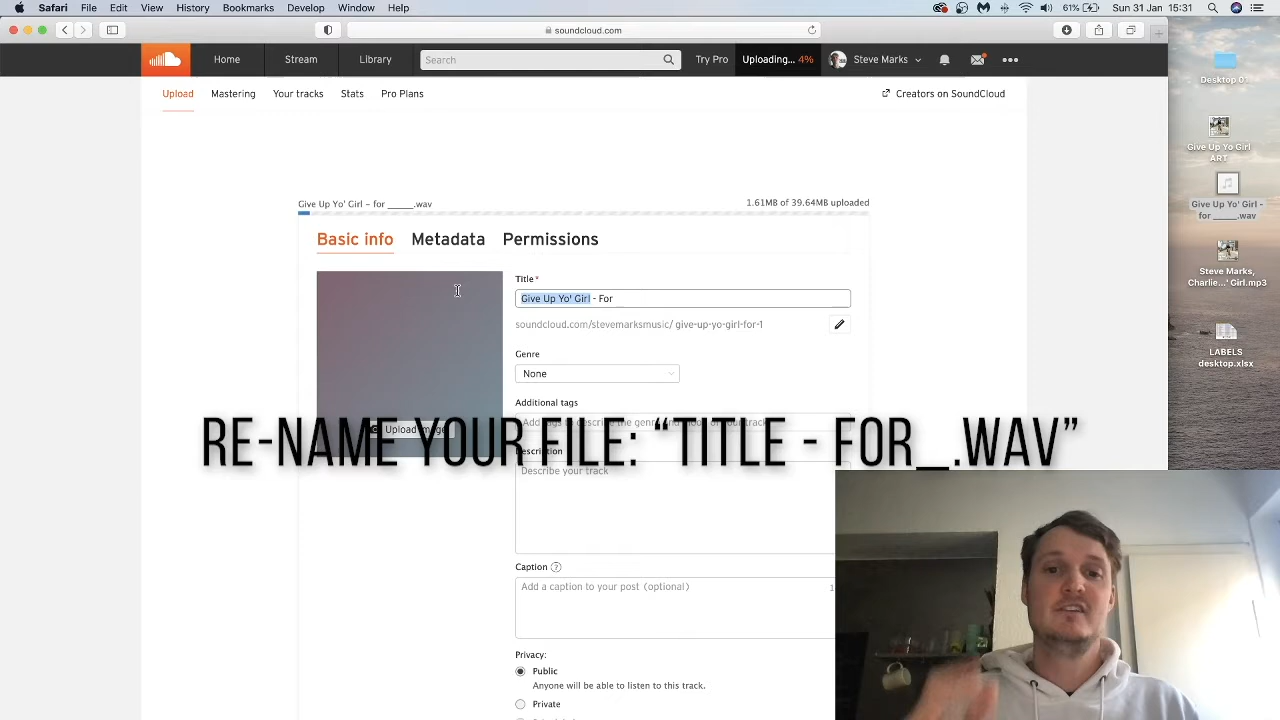 Safari File Edit View History Bookmarks Develop Window Help
61% Sun 31 Jan 15:31
soundcloud.com
Home Stream Library Search Try Pro Uploading... 4% Steve Marks
Upload Mastering Your tracks Stats Pro Plans Creators on SoundCloud
Give Up Yo' Girl – for _____.wav 1.61MB of 39.64MB uploaded
Basic info Metadata Permissions
Title*
Give Up Yo' Girl - For
soundcloud.com/stevemarksmusic/ give-up-yo-girl-for-1
Genre
None
Additional tags
Add tags to describe the genre and mood of your track
Upload image
RE-NAME YOUR FILE: “TITLE - FOR__.WAV”
Description
Describe your track
Caption ?
Add a caption to your post (optional)
Privacy:
Public
Anyone will be able to listen to this track.
Private
Desktop 0
Give Up Yo Girl
ART
Give Up Yo' Girl -
for _____.wav
Steve Marks,
Charlie...' Girl.mp3
LABELS
desktop.xlsx